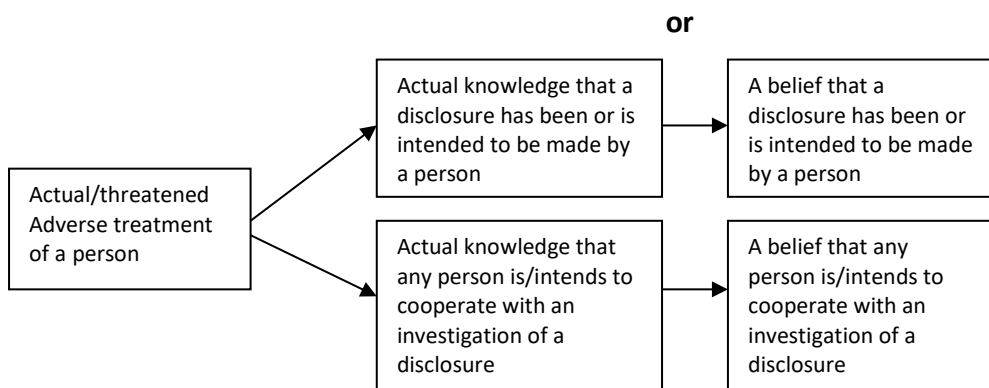 or
Actual/threatened
Adverse treatment
of a person
Actual knowledge that a
disclosure has been or is
intended to be made by
a person
A belief that a
disclosure has been or
is intended to be made
by a person
Actual knowledge that
any person is/intends to
cooperate with an
investigation of a
disclosure
A belief that any
person is/intends to
cooperate with an
investigation of a
disclosure